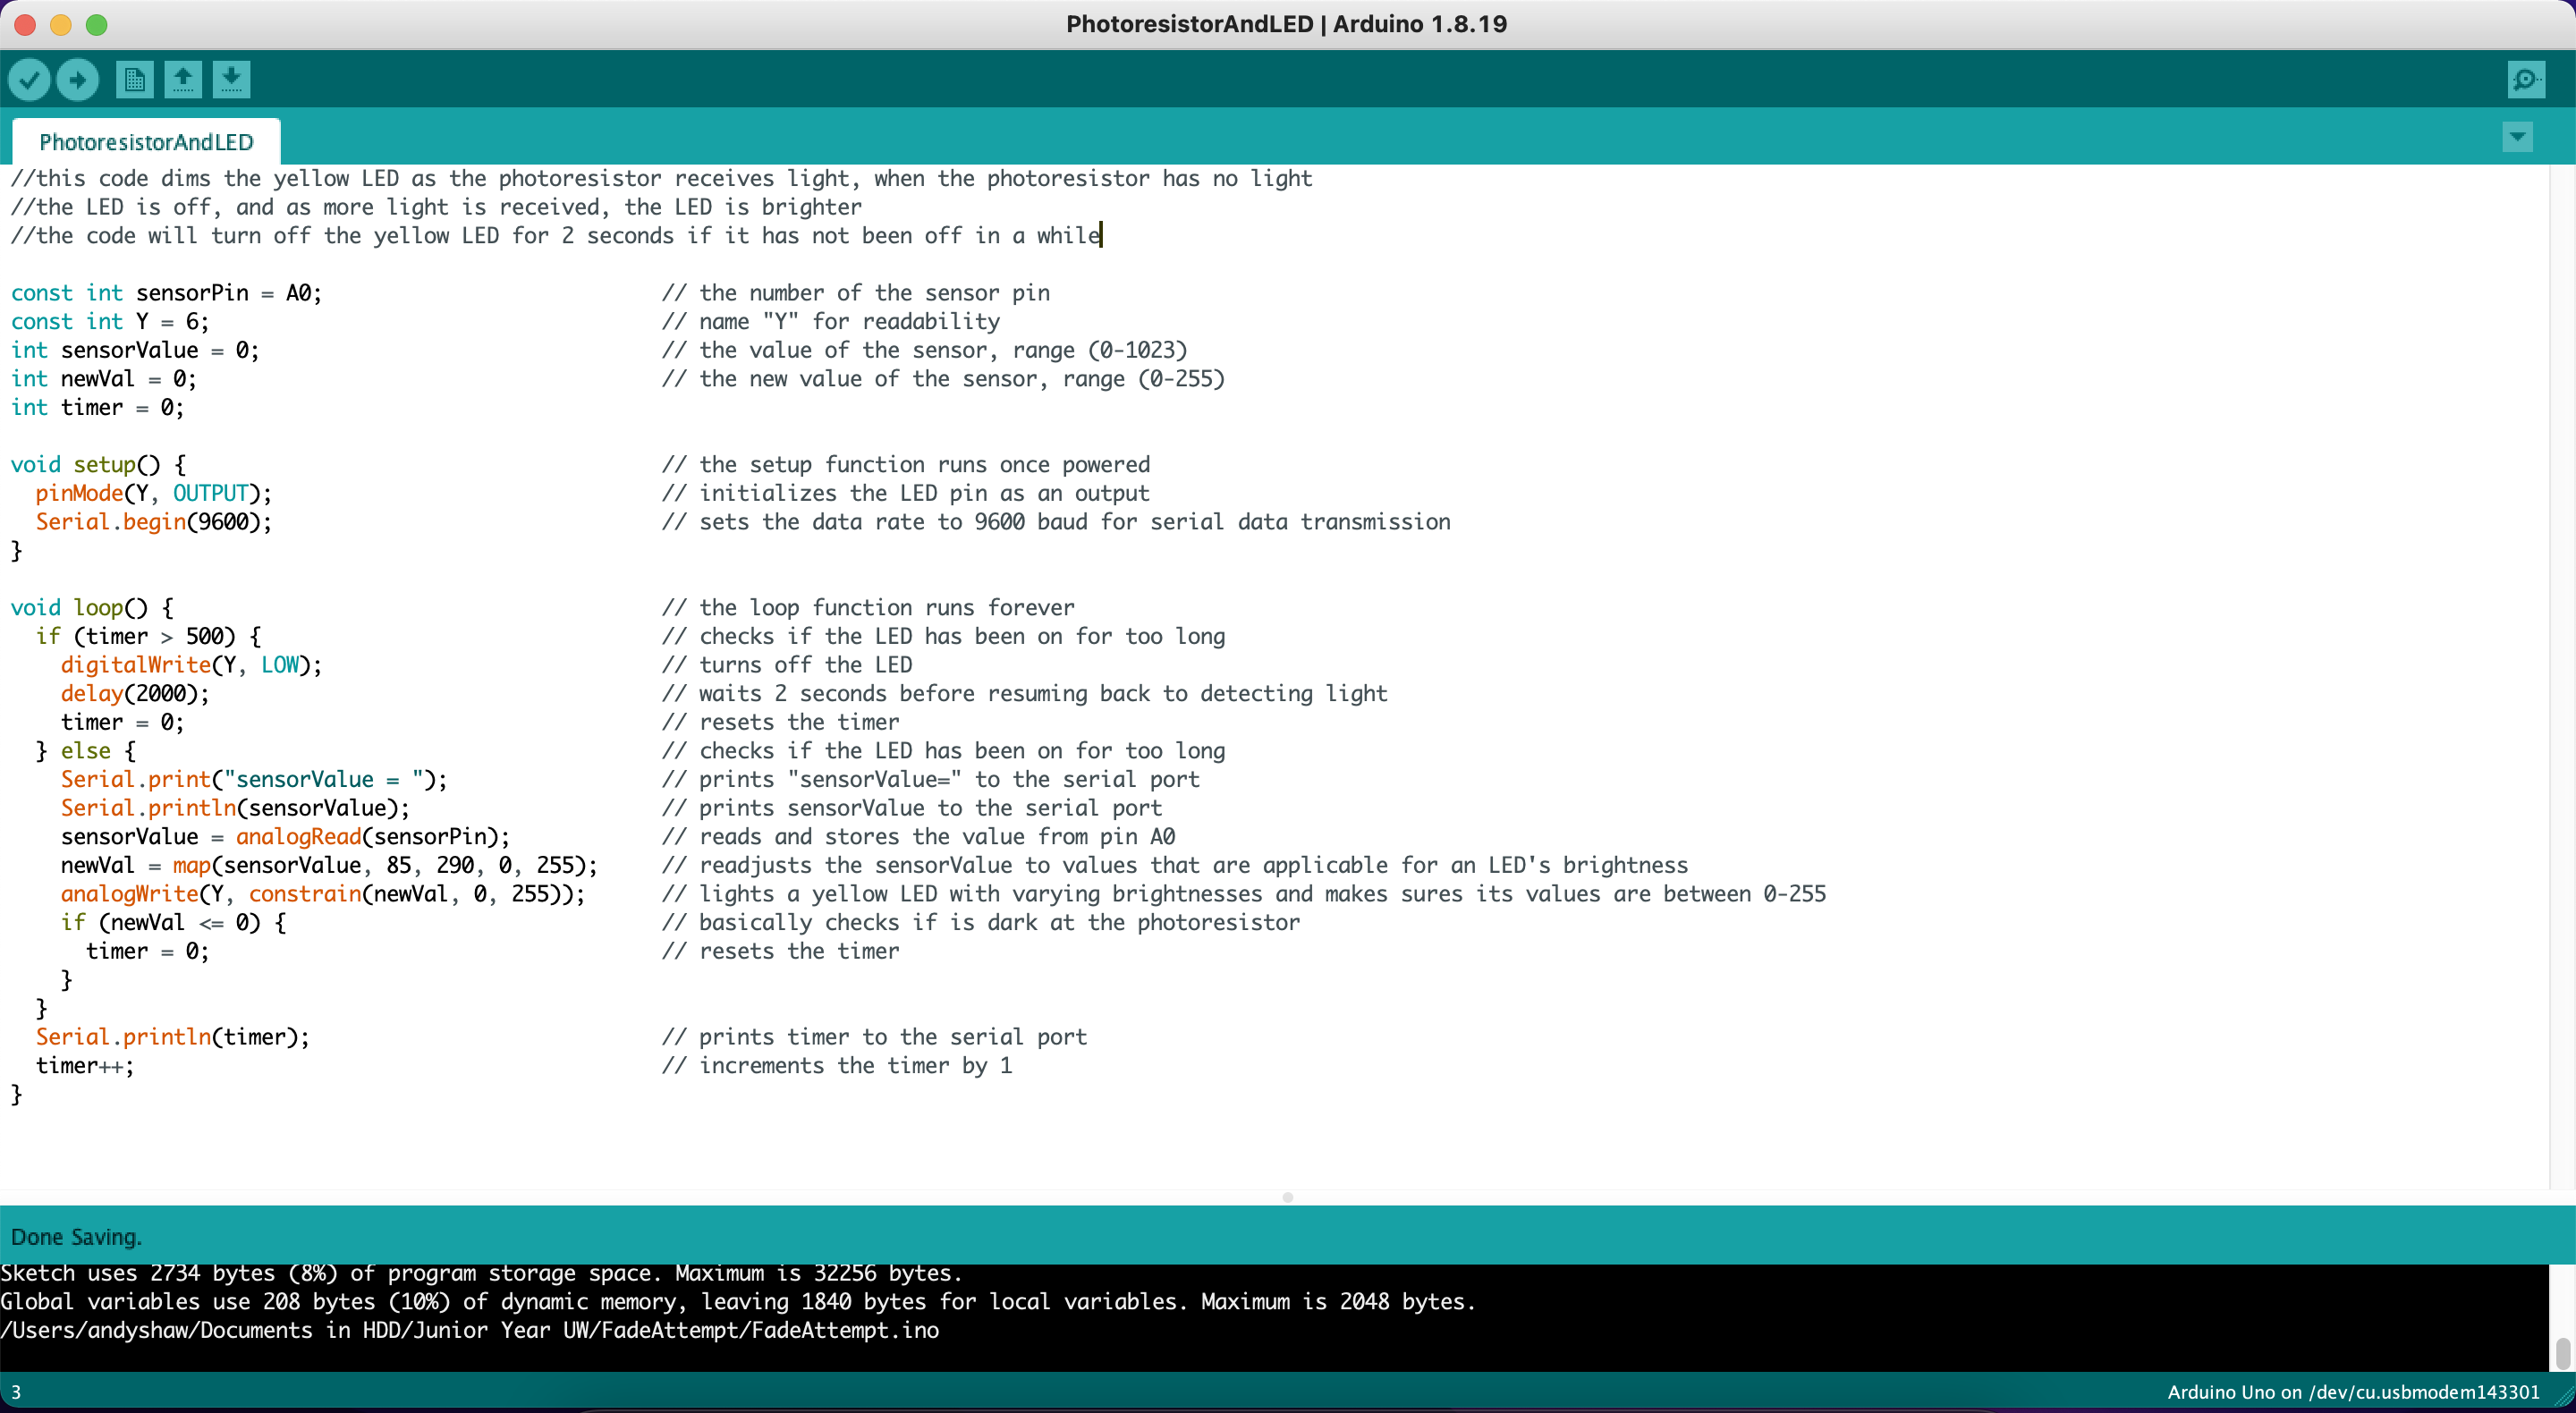 PhotoresistorAndLED | Arduino 1.8.19
PhotoresistorAndLED
//this code dims the yellow LED as the photoresistor receives light, when the photoresistor has no light
//the LED is off, and as more light is received, the LED is brighter
//the code will turn off the yellow LED for 2 seconds if it has not been off in a while
const int sensorPin = A0; // the number of the sensor pin
const int Y = 6; // name "Y" for readability
int sensorValue = 0; // the value of the sensor, range (0-1023)
int newVal = 0; // the new value of the sensor, range (0-255)
int timer = 0;
void setup() { // the setup function runs once powered
pinMode(Y, OUTPUT); // initializes the LED pin as an output
Serial.begin(9600); // sets the data rate to 9600 baud for serial data transmission
}
void loop() { // the loop function runs forever
if (timer > 500) { // checks if the LED has been on for too long
digitalWrite(Y, LOW); // turns off the LED
delay(2000); // waits 2 seconds before resuming back to detecting light
timer = 0; // resets the timer
} else { // checks if the LED has been on for too long
Serial.print("sensorValue = "); // prints "sensorValue=" to the serial port
Serial.println(sensorValue); // prints sensorValue to the serial port
sensorValue = analogRead(sensorPin); // reads and stores the value from pin A0
newVal = map(sensorValue, 85, 290, 0, 255); // readjusts the sensorValue to values that are applicable for an LED's brightness
analogWrite(Y, constrain(newVal, 0, 255)); // lights a yellow LED with varying brightnesses and makes sures its values are between 0-255
if (newVal <= 0) { // basically checks if is dark at the photoresistor
timer = 0; // resets the timer
}
}
Serial.println(timer); // prints timer to the serial port
timer++; // increments the timer by 1
}
Done Saving.
Sketch uses 2734 bytes (8%) of program storage space. Maximum is 32256 bytes.
Global variables use 208 bytes (10%) of dynamic memory, leaving 1840 bytes for local variables. Maximum is 2048 bytes.
/Users/andyshaw/Documents in HDD/Junior Year UW/FadeAttempt/FadeAttempt.ino
3 Arduino Uno on /dev/cu.usbmodem143301